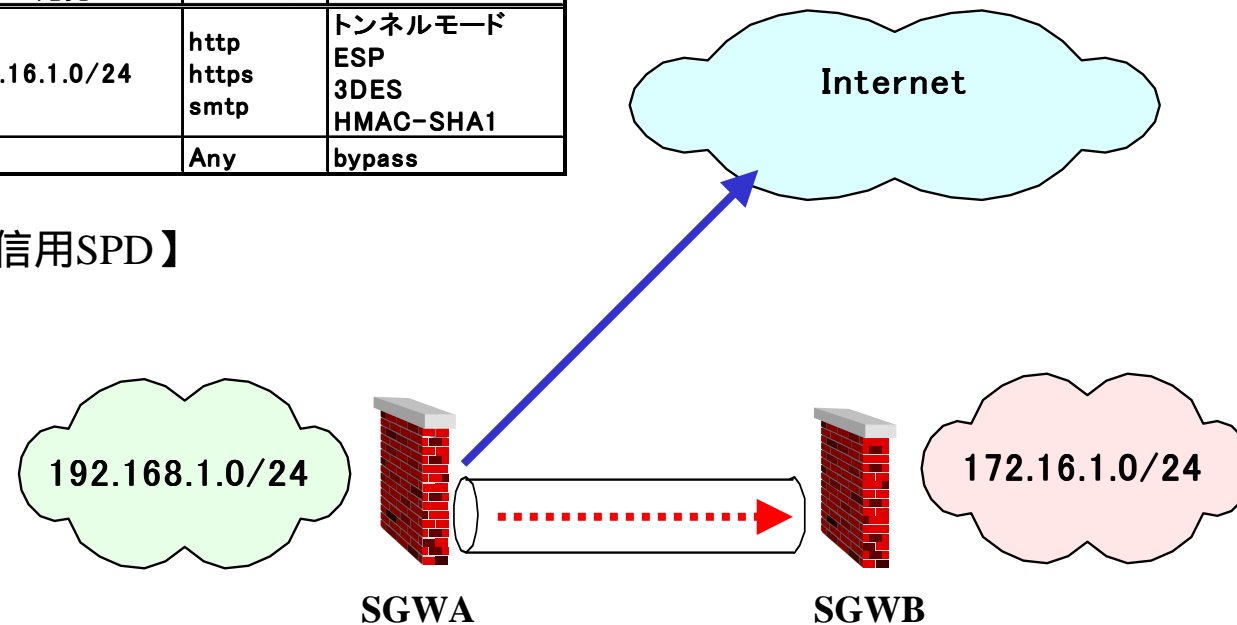 .16.1.0/24
http
https
smtp
トンネルモード
ESP
3DES
HMAC-SHA1
Any
bypass
信用SPD】
Internet
192.168.1.0/24
172.16.1.0/24
SGWA
SGWB